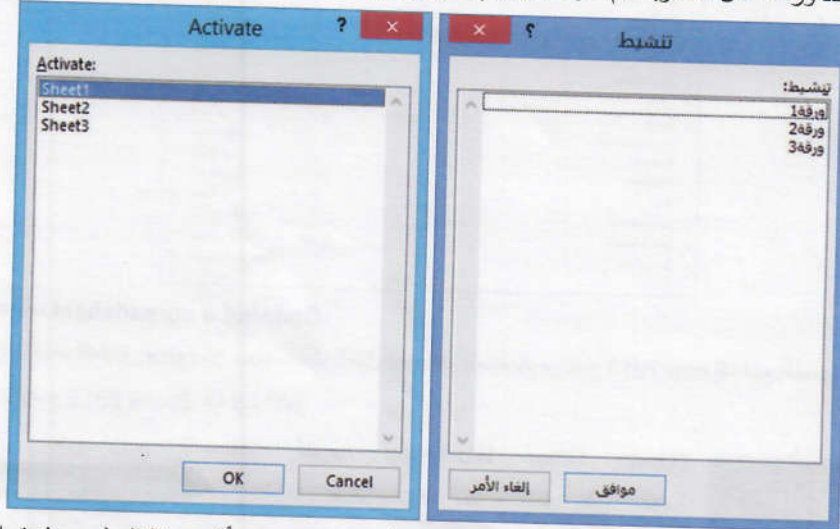 Activate ?
Activate:
Sheet1
Sheet2
Sheet3
OK Cancel
تنشيط ؟
تنشيط:
ورقة1
ورقة2
ورقة3
موافق إلغاء الأمر